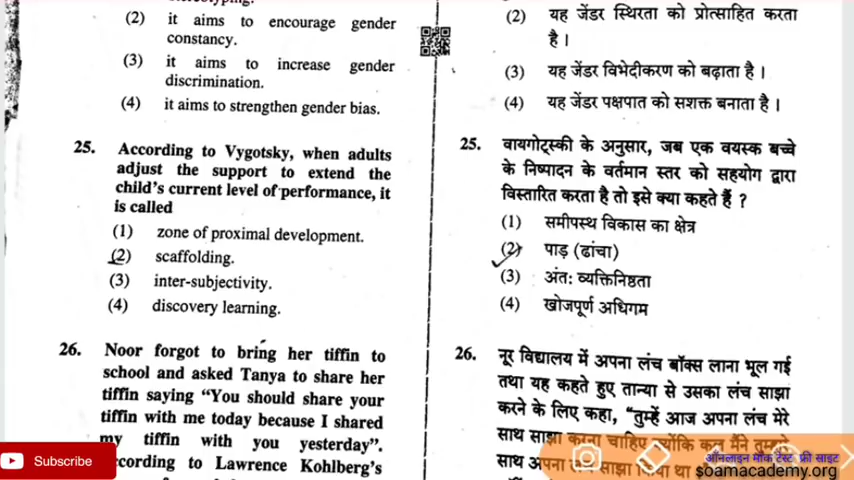 (2) it aims to encourage gender
constancy.
(3) it aims to increase gender
discrimination.
(4) it aims to strengthen gender bias.
25. According to Vygotsky, when adults
adjust the support to extend the
child's current level of performance, it
is called
(1) zone of proximal development.
(2) scaffolding.
(3) inter-subjectivity.
(4) discovery learning.
26. Noor forgot to bring her tiffin to
school and asked Tanya to share her
tiffin saying "You should share your
tiffin with me today because I shared
my tiffin with you yesterday".
According to Lawrence Kohlberg's
(2) यह जेंडर स्थिरता को प्रोत्साहित करता
है।
(3) यह जेंडर विभेदीकरण को बढ़ाता है।
(4) यह जेंडर पक्षपात को सशक्त बनाता है।
25. वायगोट्स्की के अनुसार, जब एक वयस्क बच्चे
के निष्पादन के वर्तमान स्तर को सहयोग द्वारा
विस्तारित करता है तो इसे क्या कहते हैं ?
(1) समीपस्थ विकास का क्षेत्र
(2) पाड़ (ढांचा)
(3) अंत: व्यक्तिनिष्ठता
(4) खोजपूर्ण अधिगम
26. नूर विद्यालय में अपना लंच बॉक्स लाना भूल गई
तथा यह कहते हुए तान्या से उसका लंच साझा
करने के लिए कहा, "तुम्हें आज अपना लंच मेरे
साथ साझा करना चाहिए क्योंकि कल मैंने तुम्हारे
साथ अपना लंच साझा किया था
Subscribe
ऑनलाइन मॉक टैस्ट फ्री साइट
soamacademy.org